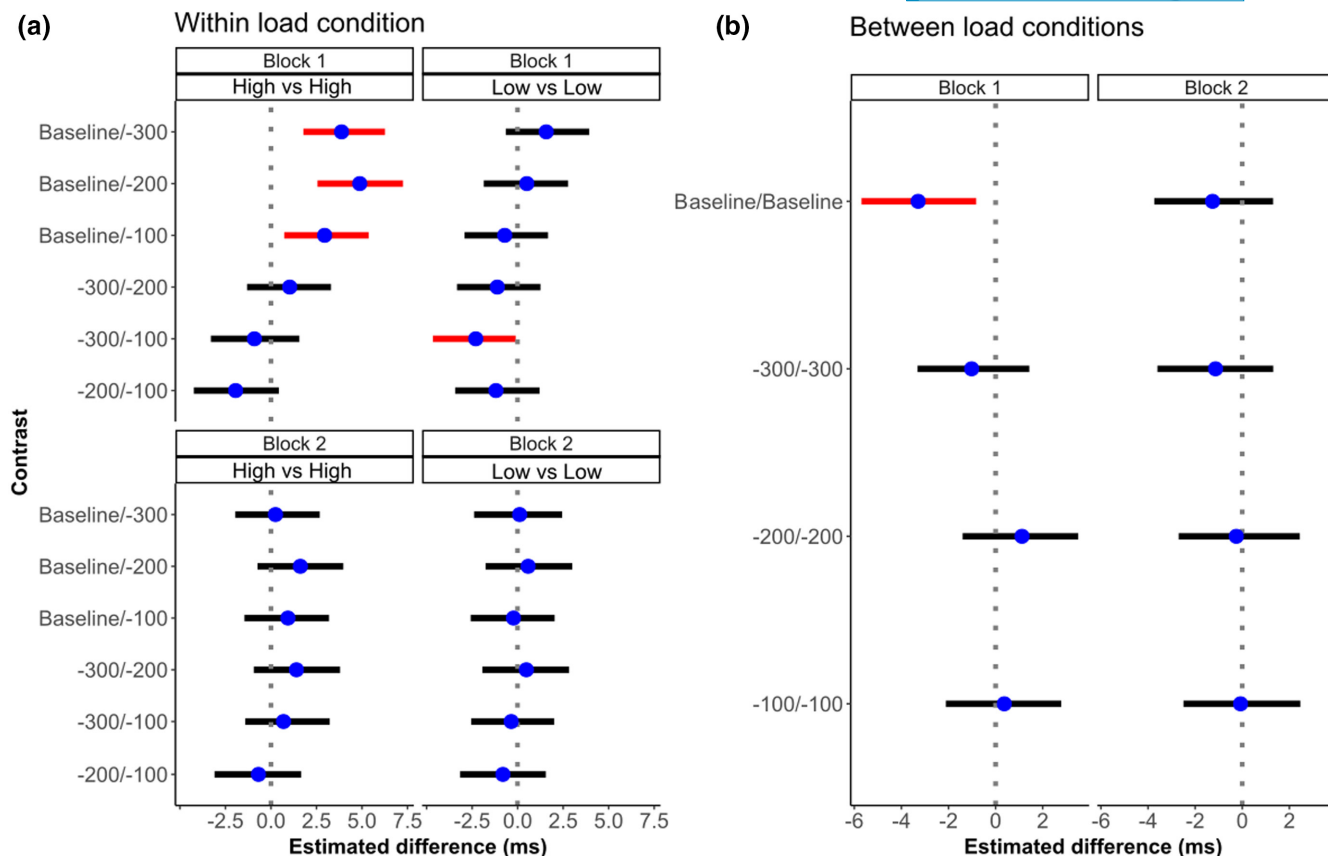 (a) Within load condition
Block 1 Block 1
High vs High Low vs Low
Baseline/-300
Baseline/-200
Baseline/-100
-300/-200
-300/-100
-200/-100
Contrast
Block 2 Block 2
High vs High Low vs Low
Baseline/-300
Baseline/-200
Baseline/-100
-300/-200
-300/-100
-200/-100
-2.5 0.0 2.5 5.0 7.5 -2.5 0.0 2.5 5.0 7.5
Estimated difference (ms)
(b) Between load conditions
Block 1 Block 2
Baseline/Baseline
-300/-300
-200/-200
-100/-100
-6 -4 -2 0 2 -6 -4 -2 0 2
Estimated difference (ms)